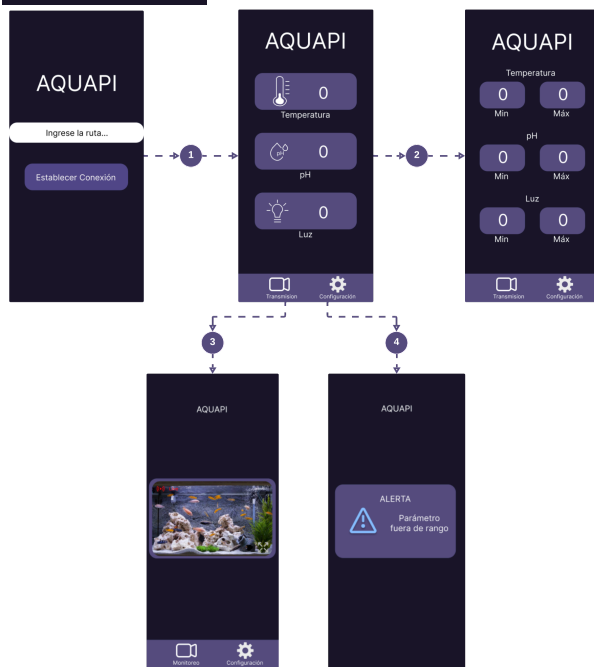 AQUAPI
Ingrese la ruta...
Establecer Conexión
1
AQUAPI
0
Temperatura
pH
0
pH
0
Luz
Transmision
Configuración
2
AQUAPI
Temperatura
0 0
Min Máx
pH
0 0
Min Máx
Luz
0 0
Min Máx
Transmision
Configuración
3
AQUAPI
Monitoreo
Configuración
4
AQUAPI
ALERTA
Parámetro
fuera de rango